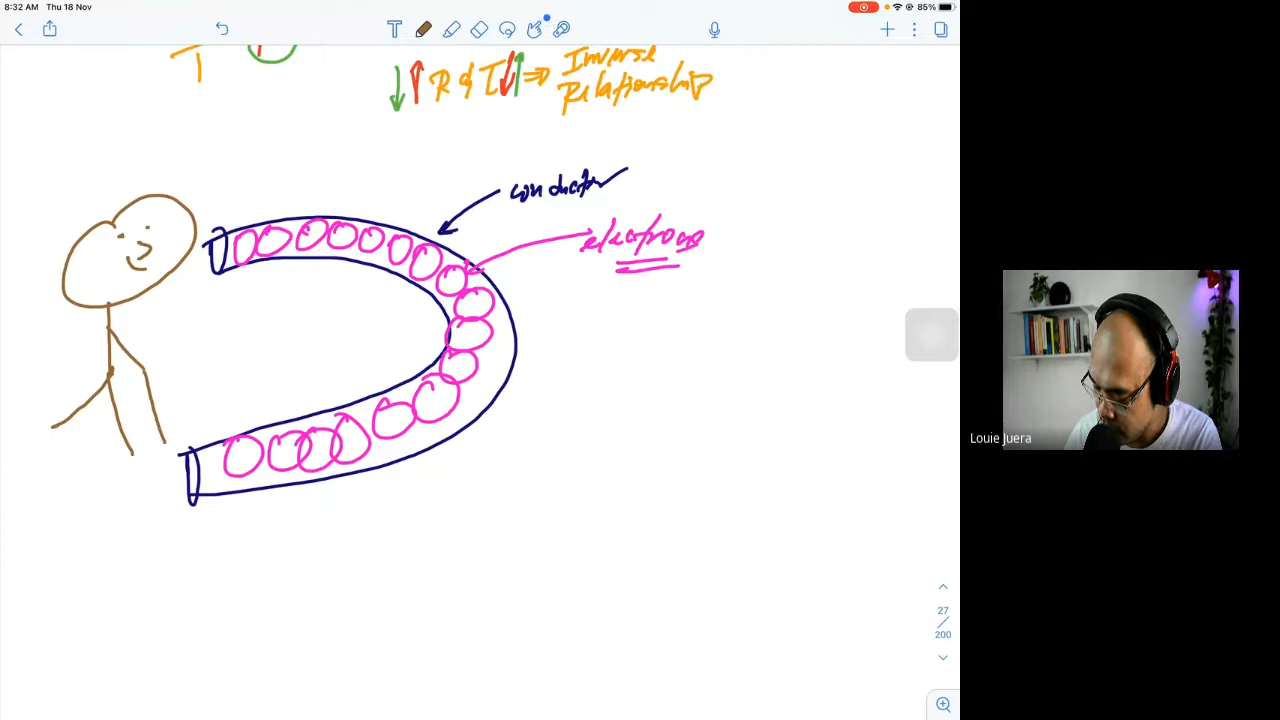 8:32 AM Thu 18 Nov
85%
T
↓↑ R & I ↓↑ ⇒ Inverse
Relationship
conductor
electrons
Louie Juera
27
/
200